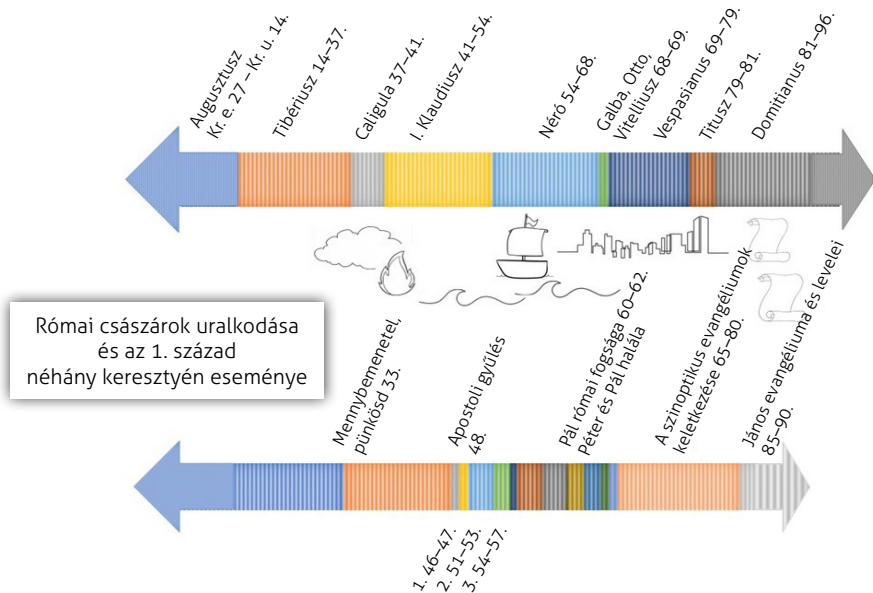 Augusztusz
Kr. e. 27 – Kr. u. 14.
Tibériusz 14–37.
Caligula 37–41.
I. Klaudiusz 41–54.
Néró 54–68.
Galba, Otto,
Vitelliusz 68–69.
Vespasianus 69–79.
Titusz 79–81.
Domitianus 81–96.
Római császárok uralkodása
és az 1. század
néhány keresztyén eseménye
Mennybemenetel,
pünkösd 33.
Apostoli gyűlés
48.
Pál római fogsága 60–62.
Péter és Pál halála
A szinoptikus evangéliumok
keletkezése 65–80.
János evangéliuma és levelei
85–90.
1. 46–47.
2. 51–53.
3. 54–57.